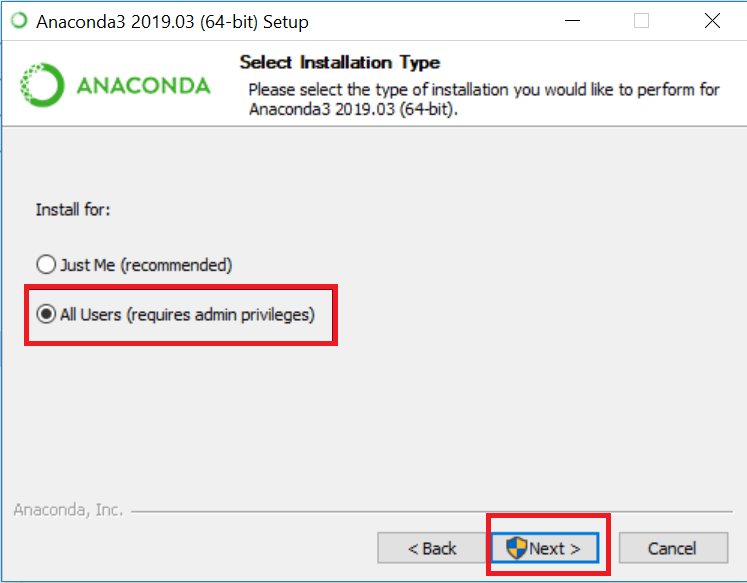 Anaconda3 2019.03 (64-bit) Setup
Select Installation Type
ANACONDA
Please select the type of installation you would like to perform for
Anaconda3 2019.03 (64-bit).
Install for:
Just Me (recommended)
All Users (requires admin privileges)
Anaconda, Inc.
< Back
Next >
Cancel